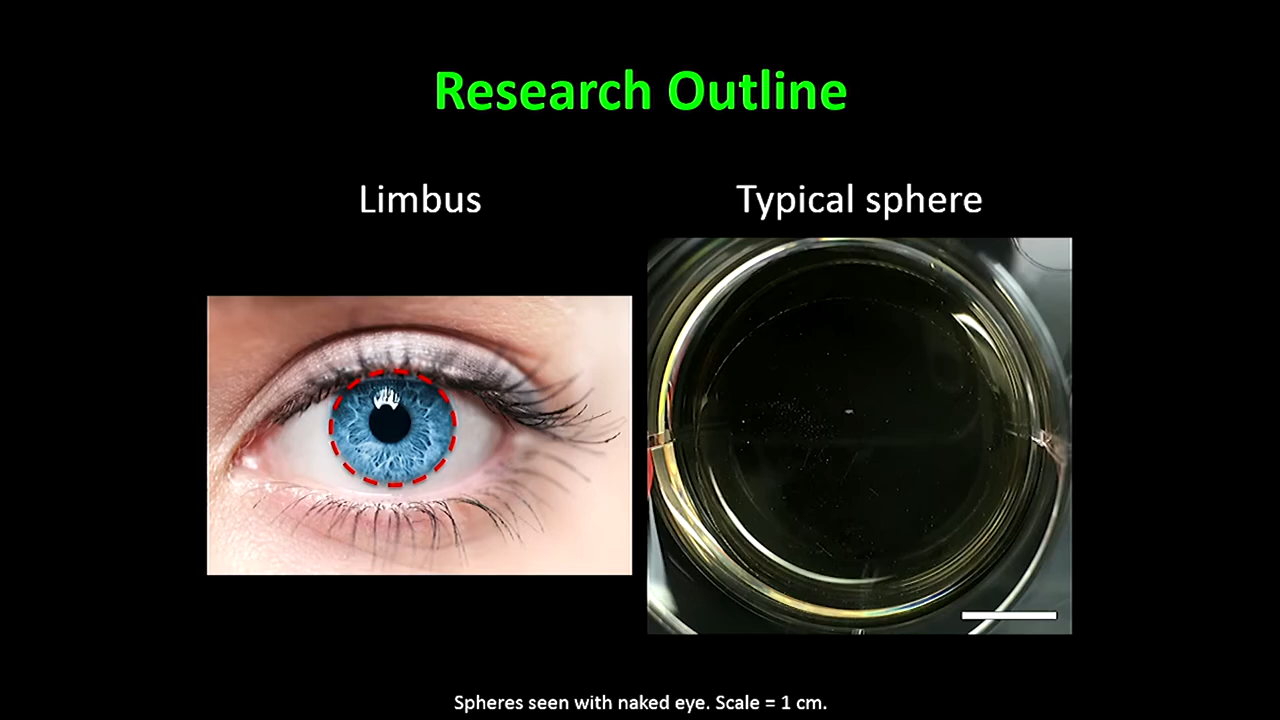 Research Outline
Limbus
Typical sphere
Spheres seen with naked eye. Scale = 1 cm.